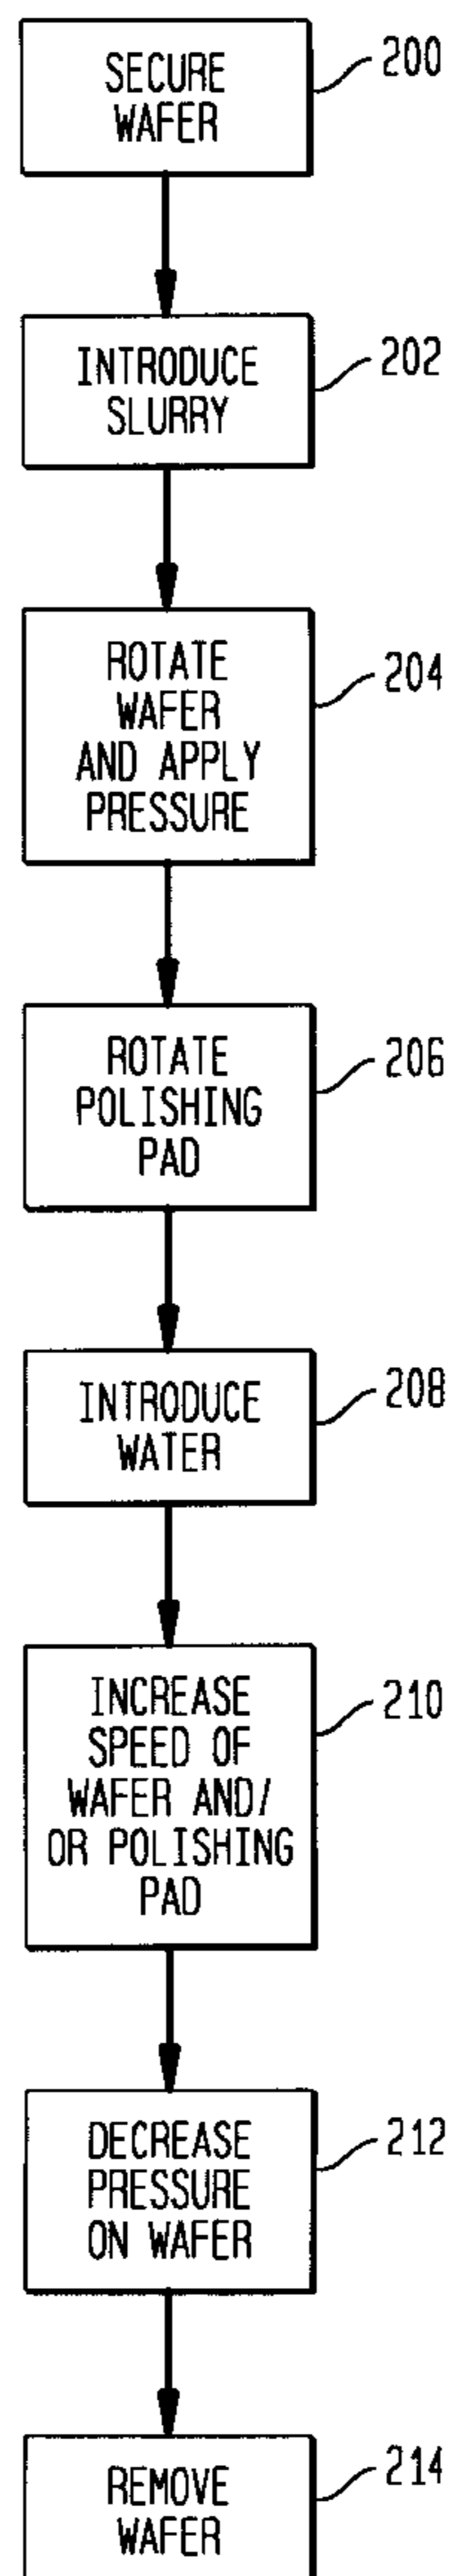 SECURE
WAFER
200
INTRODUCE
SLURRY
202
ROTATE
WAFER
AND APPLY
PRESSURE
204
ROTATE
POLISHING
PAD
206
INTRODUCE
WATER
208
INCREASE
SPEED OF
WAFER AND/
OR POLISHING
PAD
210
DECREASE
PRESSURE
ON WAFER
212
REMOVE
WAFER
214